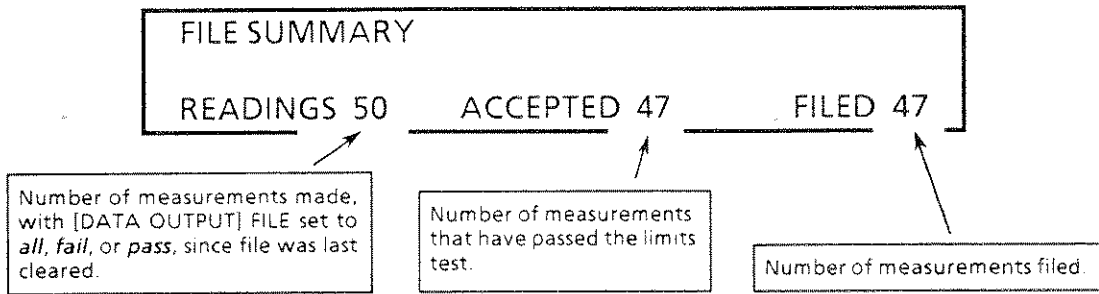 FILE SUMMARY
READINGS 50 ACCEPTED 47 FILED 47
Number of measurements made,
with [DATA OUTPUT] FILE set to
all, fail, or pass, since file was last
cleared.
Number of measurements
that have passed the limits
test.
Number of measurements filed.